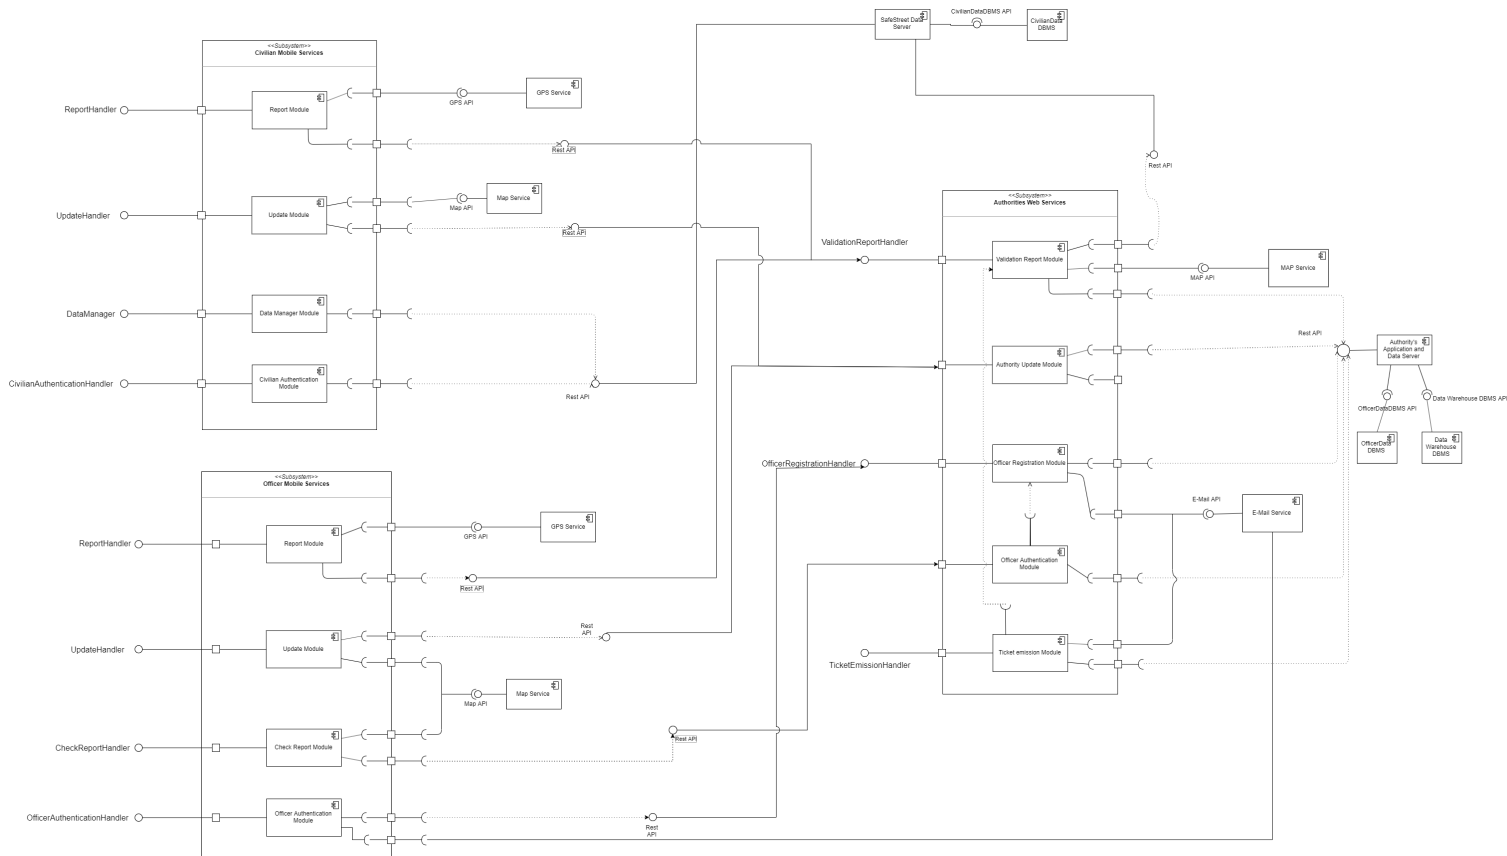 CivilianDataDBMS API
SafeStreet Data
Server
CivilianData
DBMS
<<Subsystem>>
Civilian Mobile Services
ReportHandler
Report Module
GPS API
GPS Service
Rest API
UpdateHandler
Update Module
Map API
Map Service
Rest API
DataManager
Data Manager Module
CivilianAuthenticationHandler
Civilian Authentication
Module
Rest API
Rest API
<<Subsystem>>
Authorities Web Services
ValidationReportHandler
Validation Report Module
MAP API
MAP Service
Authority Update Module
Rest API
Authority's
Application and
Data Server
OfficerDataDBMS API
Data Warehouse DBMS API
OfficerData
DBMS
Data
Warehouse
DBMS
OfficerRegistrationHandler
Officer Registration Module
E-Mail API
E-Mail Service
Officer Authentication
Module
TicketEmissionHandler
Ticket emission Module
<<Subsystem>>
Officer Mobile Services
ReportHandler
Report Module
GPS API
GPS Service
Rest API
UpdateHandler
Update Module
Rest
API
Map API
Map Service
CheckReportHandler
Check Report Module
Rest API
OfficerAuthenticationHandler
Officer Authentication
Module
Rest
API